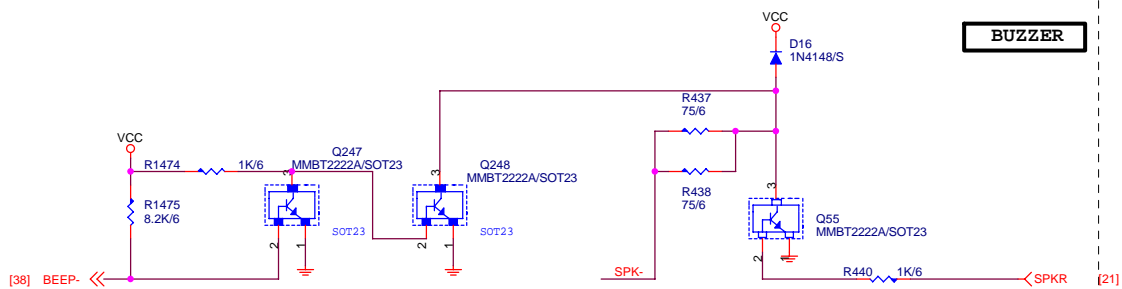 VCC
BUZZER
D16
1N4148/S
R437
75/6
VCC
R1474
1K/6
3
Q247
MMBT2222A/SOT23
3
Q248
MMBT2222A/SOT23
R438
75/6
3
R1475
8.2K/6
SOT23
SOT23
Q55
MMBT2222A/SOT23
2
1
2
1
2
1
[38]
BEEP-
SPK-
R440
1K/6
SPKR
[21]